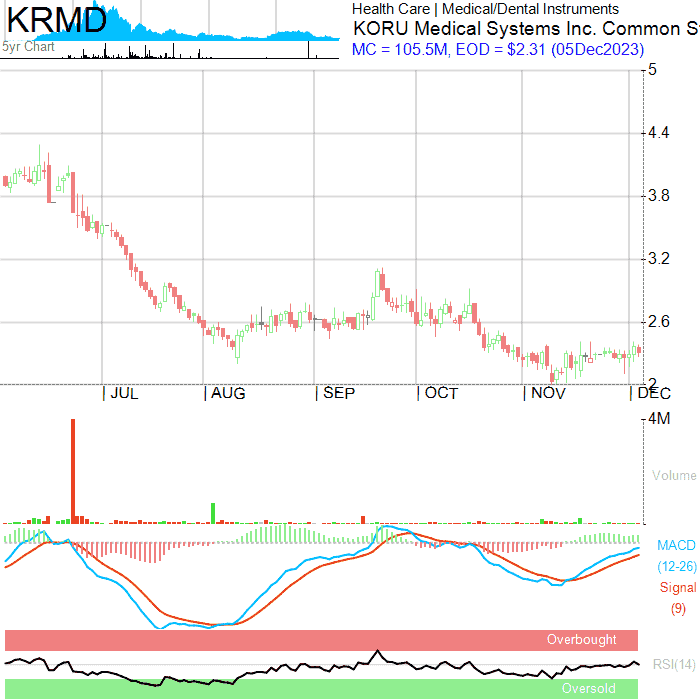 KRMD
5yr Chart
Health Care | Medical/Dental Instruments
KORU Medical Systems Inc. Common S
MC = 105.5M, EOD = $2.31 (05Dec2023)
5
4.4
3.8
3.2
2.6
2
JUL AUG SEP OCT NOV DEC
4M
Volume
MACD
(12-26)
Signal
(9)
Overbought
RSI(14)
Oversold